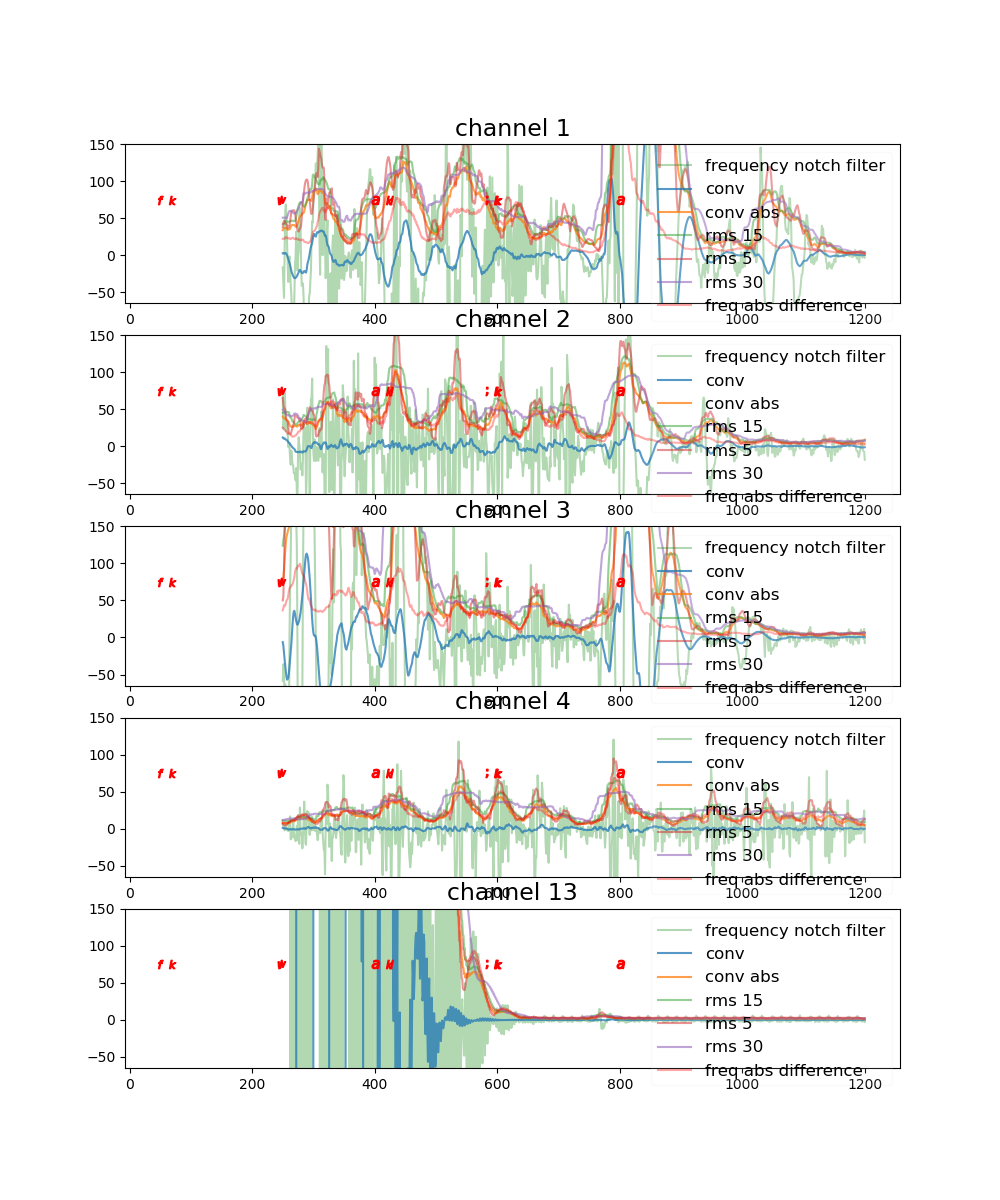 channel 1
150
100
50
0
−50
f k a ; k a
frequency notch filter
conv
conv abs
rms 15
rms 5
rms 30
freq abs difference
0 200 400 600 800 1000 1200
channel 2
150
100
50
0
−50
f k a ; k a
frequency notch filter
conv
conv abs
rms 15
rms 5
rms 30
freq abs difference
0 200 400 600 800 1000 1200
channel 3
150
100
50
0
−50
f k a ; k a
frequency notch filter
conv
conv abs
rms 15
rms 5
rms 30
freq abs difference
0 200 400 600 800 1000 1200
channel 4
150
100
50
0
−50
f k a ; k a
frequency notch filter
conv
conv abs
rms 15
rms 5
rms 30
freq abs difference
0 200 400 600 800 1000 1200
channel 13
150
100
50
0
−50
f k a ; k a
frequency notch filter
conv
conv abs
rms 15
rms 5
rms 30
freq abs difference
0 200 400 600 800 1000 1200